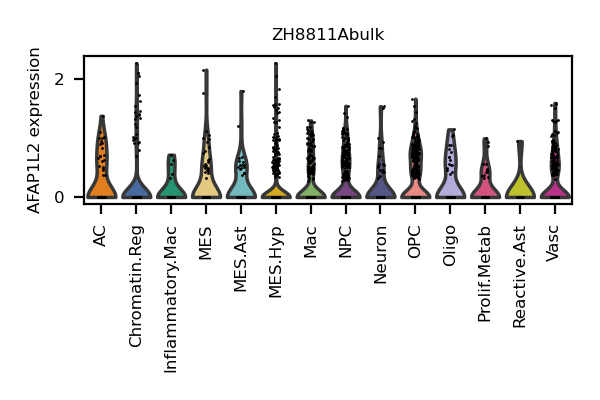 ZH8811Abulk
AFAP1L2 expression
2
0
AC
Chromatin.Reg
Inflammatory.Mac
MES
MES.Ast
MES.Hyp
Mac
NPC
Neuron
OPC
Oligo
Prolif.Metab
Reactive.Ast
Vasc